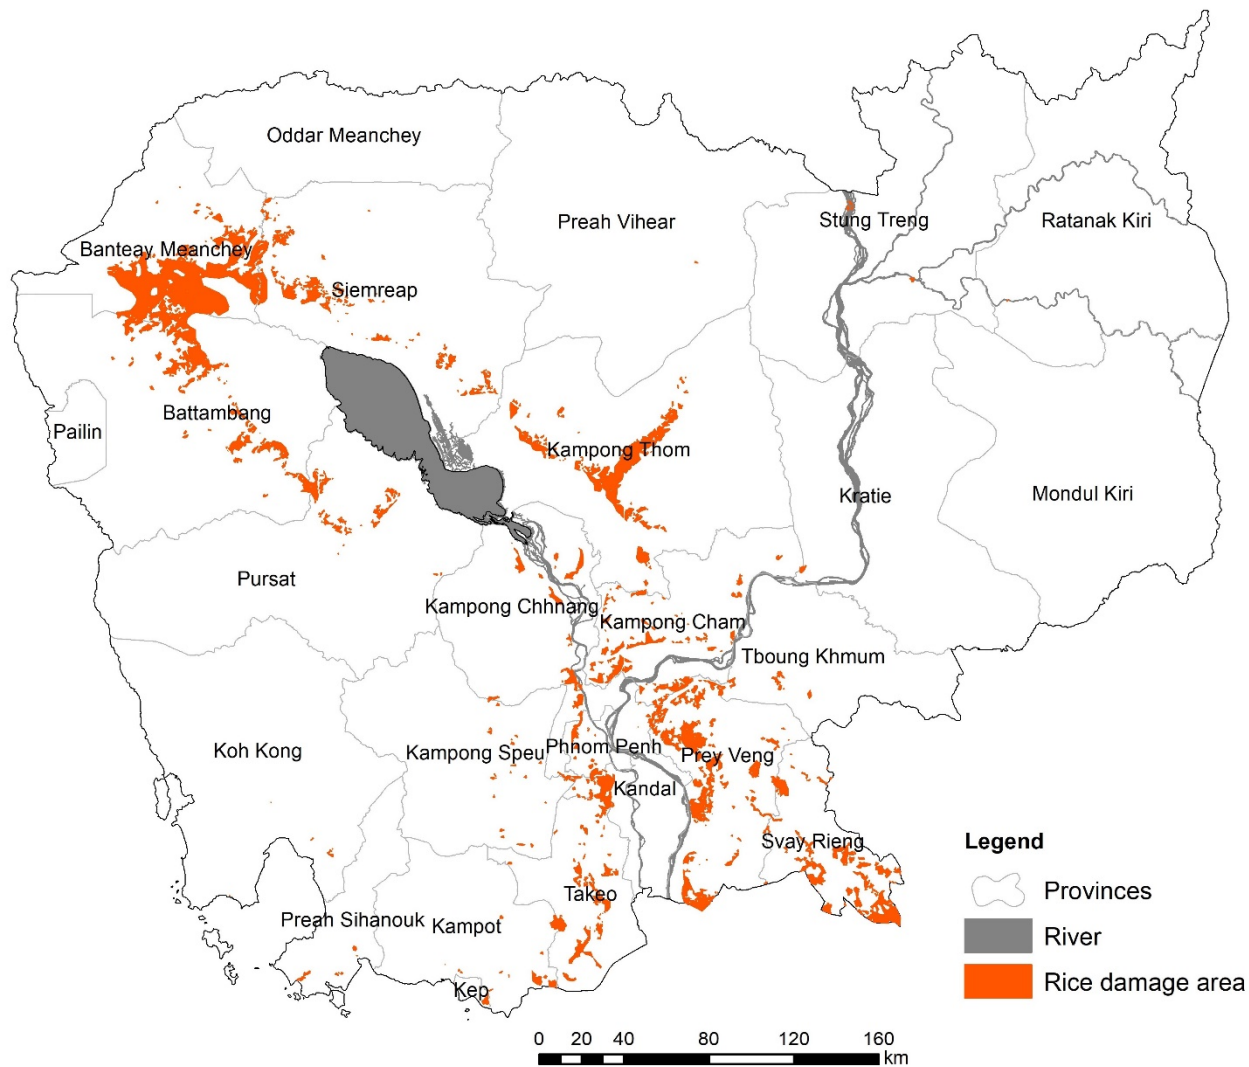 Oddar Meanchey
Preah Vihear
Stung Treng
Ratanak Kiri
Banteay Meanchey
Siemreap
Battambang
Pailin
Kampong Thom
Kratie
Mondul Kiri
Pursat
Kampong Chhnang
Kampong Cham
Tboung Khmum
Koh Kong
Kampong Speu
Phnom Penh
Prey Veng
Kandal
Svay Rieng
Takeo
Preah Sihanouk
Kampot
Kep
Legend
Provinces
River
Rice damage area
0 20 40 80 120 160
km